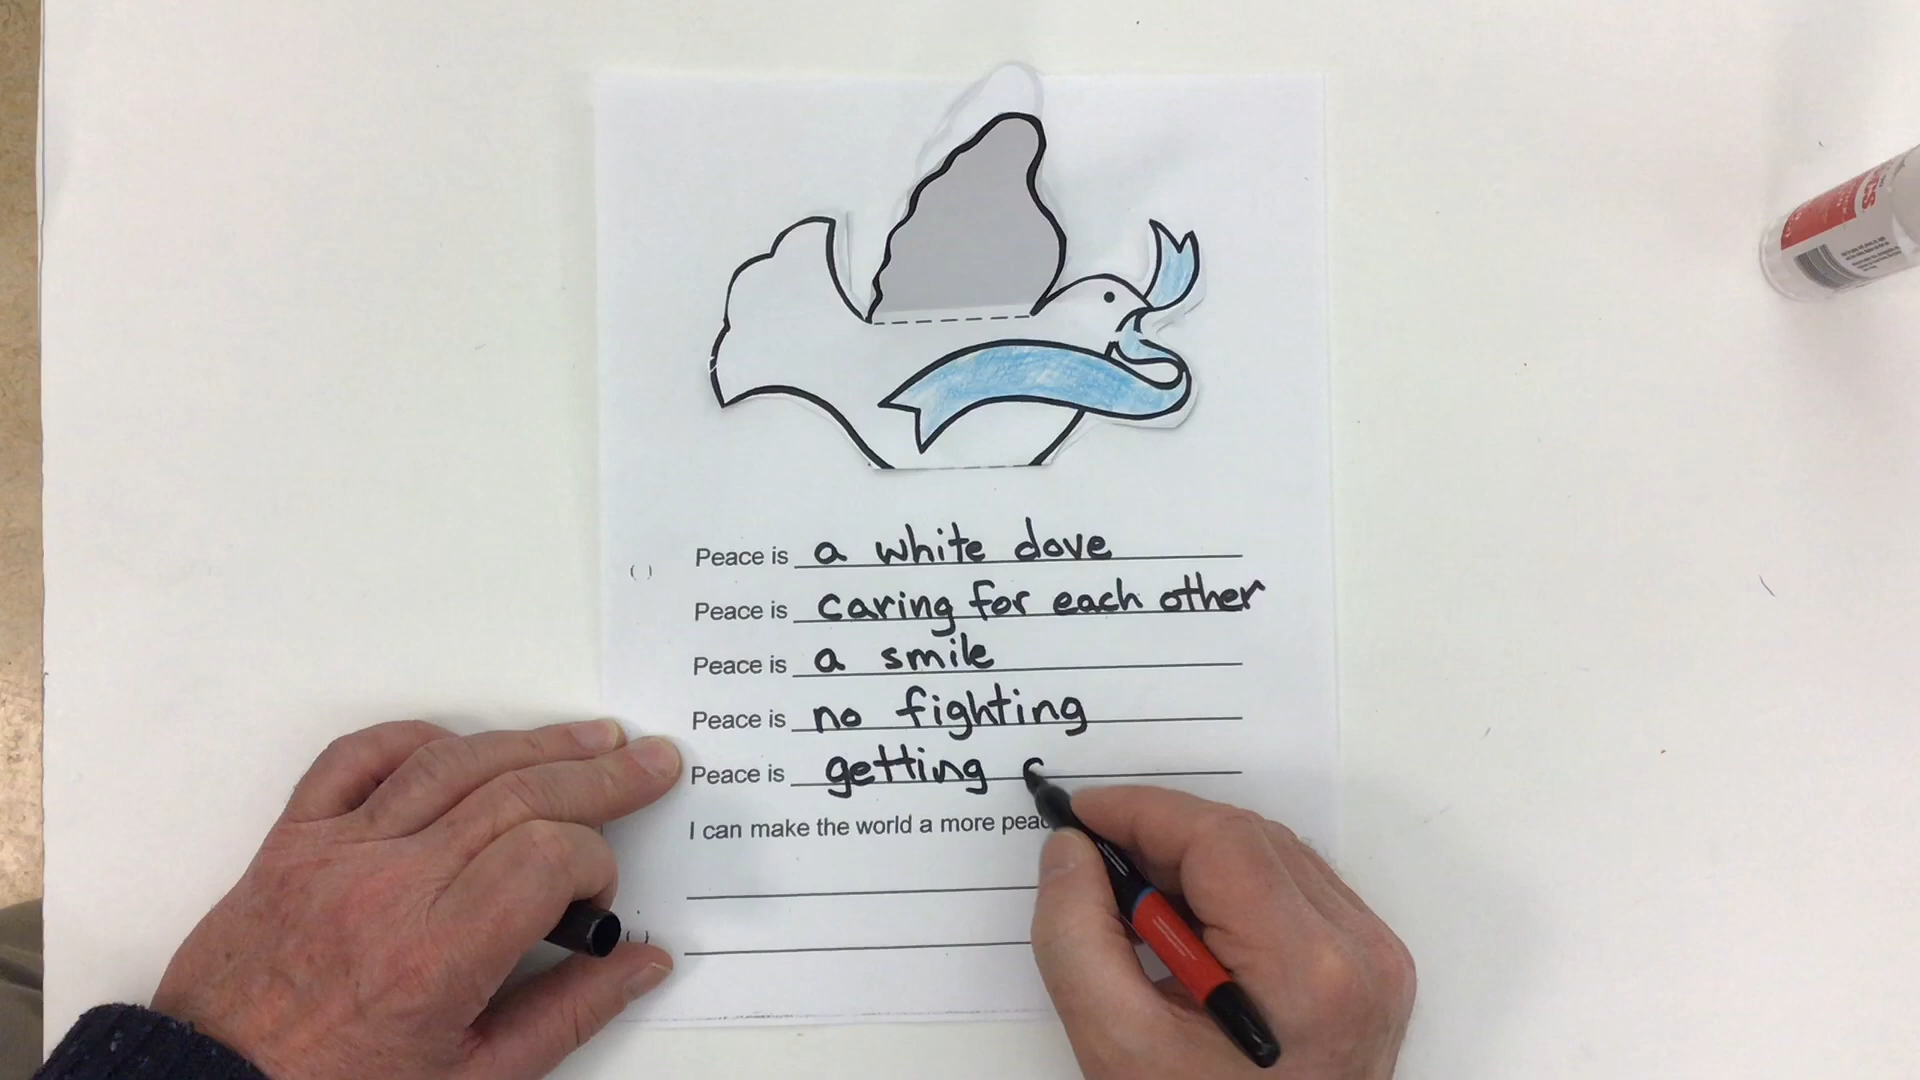 Peace is a white dove
Peace is caring for each other
Peace is a smile
Peace is no fighting
Peace is getting
I can make the world a more